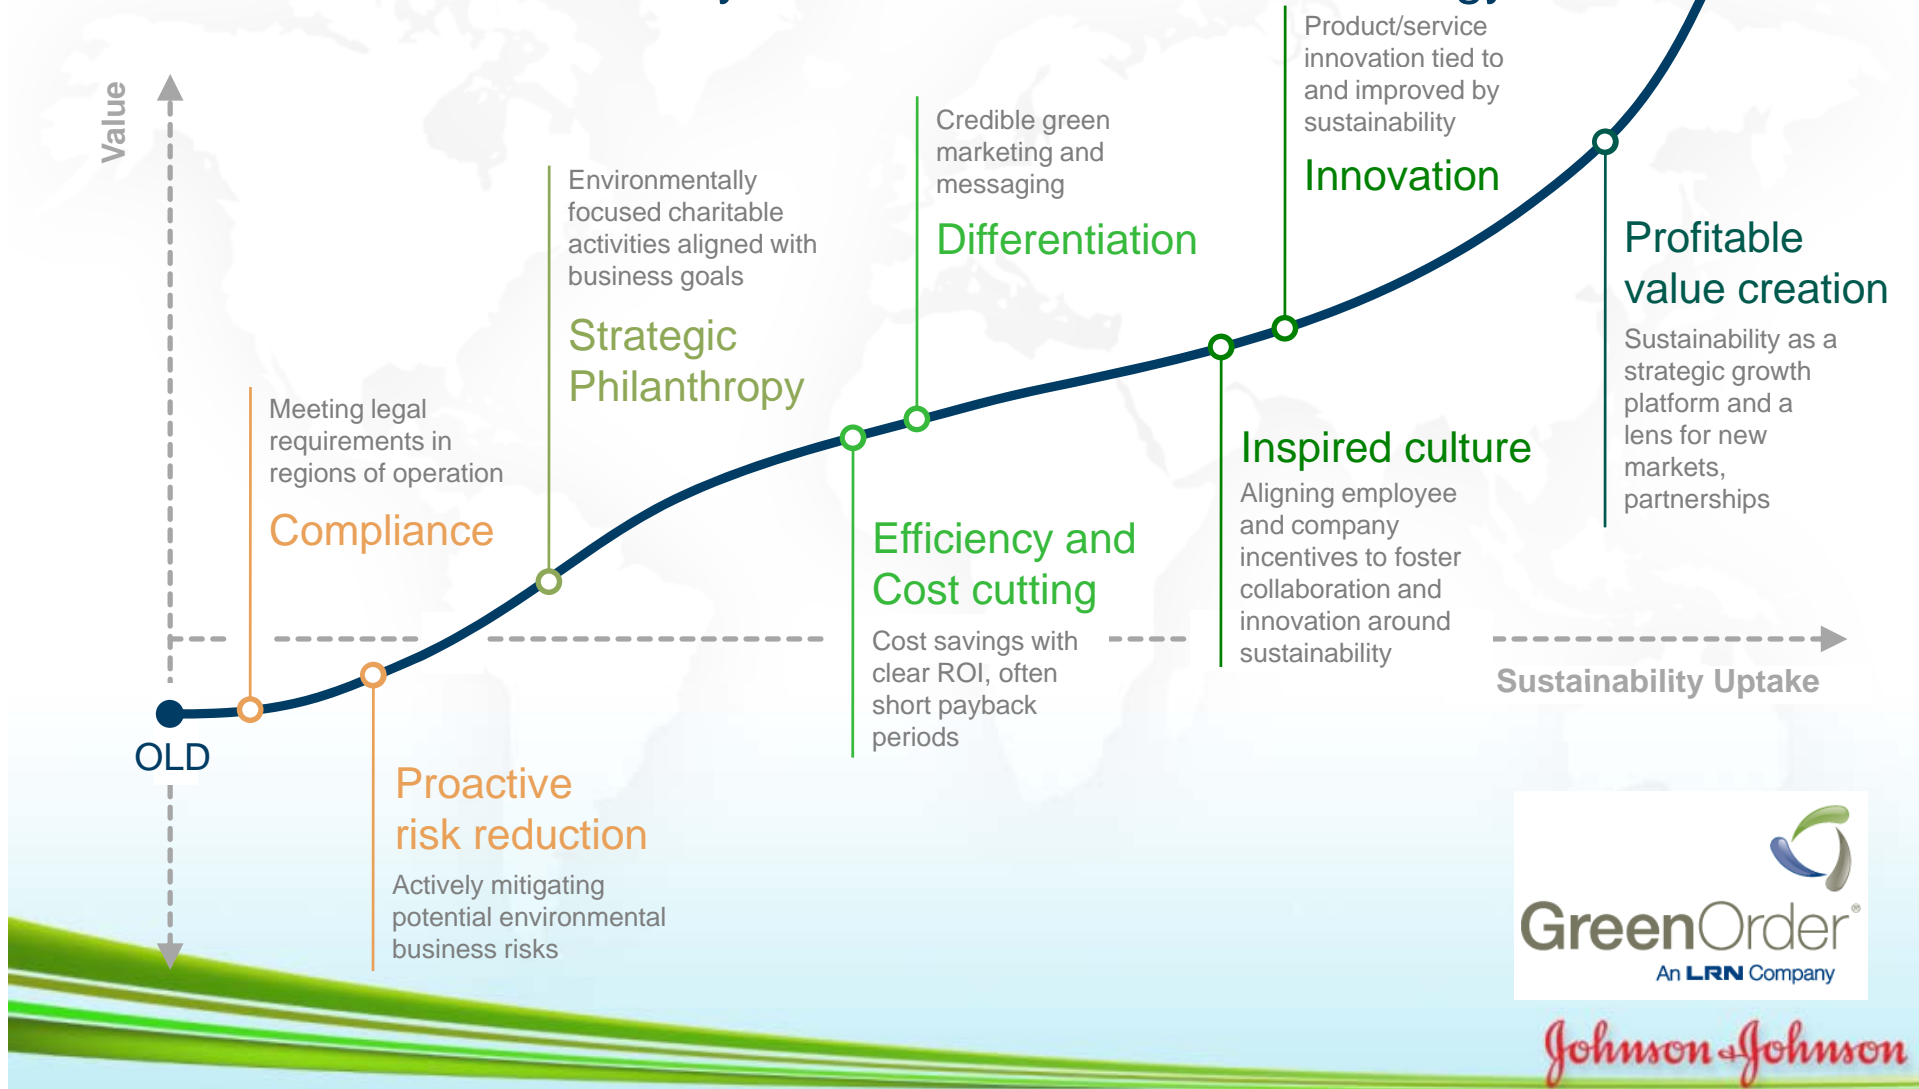 Value
Product/service
innovation tied to
and improved by
sustainability
Innovation
Credible green
marketing and
messaging
Differentiation
Environmentally
focused charitable
activities aligned with
business goals
Strategic
Philanthropy
Meeting legal
requirements in
regions of operation
Compliance
Profitable
value creation
Sustainability as a
strategic growth
platform and a
lens for new
markets,
partnerships
Inspired culture
Aligning employee
and company
incentives to foster
collaboration and
innovation around
sustainability
Efficiency and
Cost cutting
Cost savings with
clear ROI, often
short payback
periods
Sustainability Uptake
OLD
Proactive
risk reduction
Actively mitigating
potential environmental
business risks
GreenOrder®
An LRN Company
Johnson & Johnson